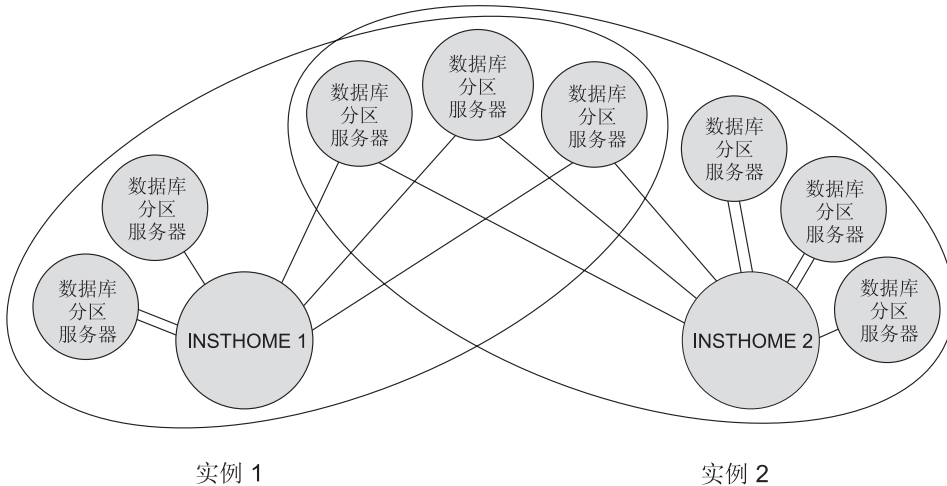 数据库
分区
服务器
数据库
分区
服务器
数据库
分区
服务器
数据库
分区
服务器
数据库
分区
服务器
数据库
分区
服务器
数据库
分区
服务器
数据库
分区
服务器
INSTHOME 1
INSTHOME 2
实例 1
实例 2